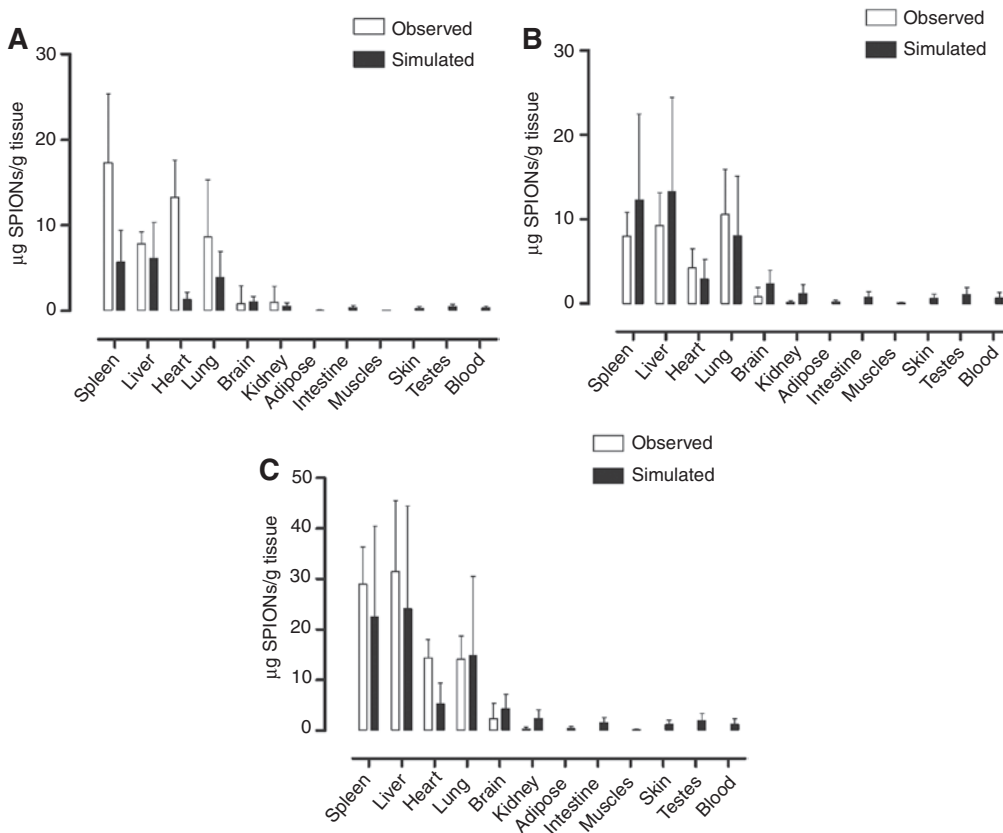 A
Observed
Simulated
µg SPIONs/g tissue
30
20
10
0
Spleen
Liver
Heart
Lung
Brain
Kidney
Adipose
Intestine
Muscles
Skin
Testes
Blood
B
Observed
Simulated
µg SPIONs/g tissue
30
20
10
0
Spleen
Liver
Heart
Lung
Brain
Kidney
Adipose
Intestine
Muscles
Skin
Testes
Blood
C
Observed
Simulated
µg SPIONs/g tissue
50
40
30
20
10
0
Spleen
Liver
Heart
Lung
Brain
Kidney
Adipose
Intestine
Muscles
Skin
Testes
Blood